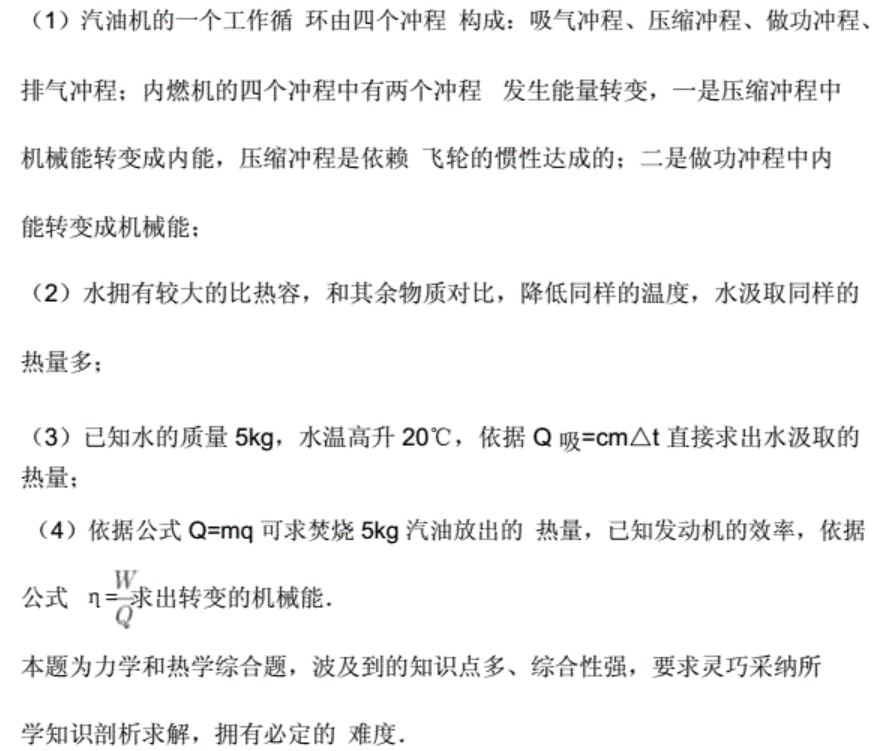 （1）汽油机的一个工作循 环由四个冲程 构成：吸气冲程、压缩冲程、做功冲程、
排气冲程；内燃机的四个冲程中有两个冲程 发生能量转变，一是压缩冲程中
机械能转变成内能，压缩冲程是依赖 飞轮的惯性达成的；二是做功冲程中内
能转变成机械能；
（2）水拥有较大的比热容，和其余物质对比，降低同样的温度，水汲取同样的
热量多；
（3）已知水的质量 5kg，水温高升 20℃，依据 Q 吸=cm△t 直接求出水汲取的
热量；
（4）依据公式 Q=mq 可求焚烧 5kg 汽油放出的 热量，已知发动机的效率，依据
公式 η=W/Q求出转变的机械能．
本题为力学和热学综合题，波及到的知识点多、综合性强，要求灵巧采纳所
学知识剖析求解，拥有必定的 难度．